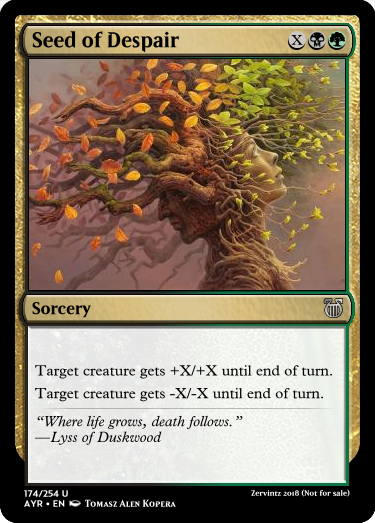 Seed of Despair X
Sorcery
Target creature gets +X/+X until end of turn.
Target creature gets -X/-X until end of turn.
“Where life grows, death follows.”
—Lyss of Duskwood
174/254 U
AYR • EN Tomasz Alen Kopera
Zervintz 2018 (Not for sale)